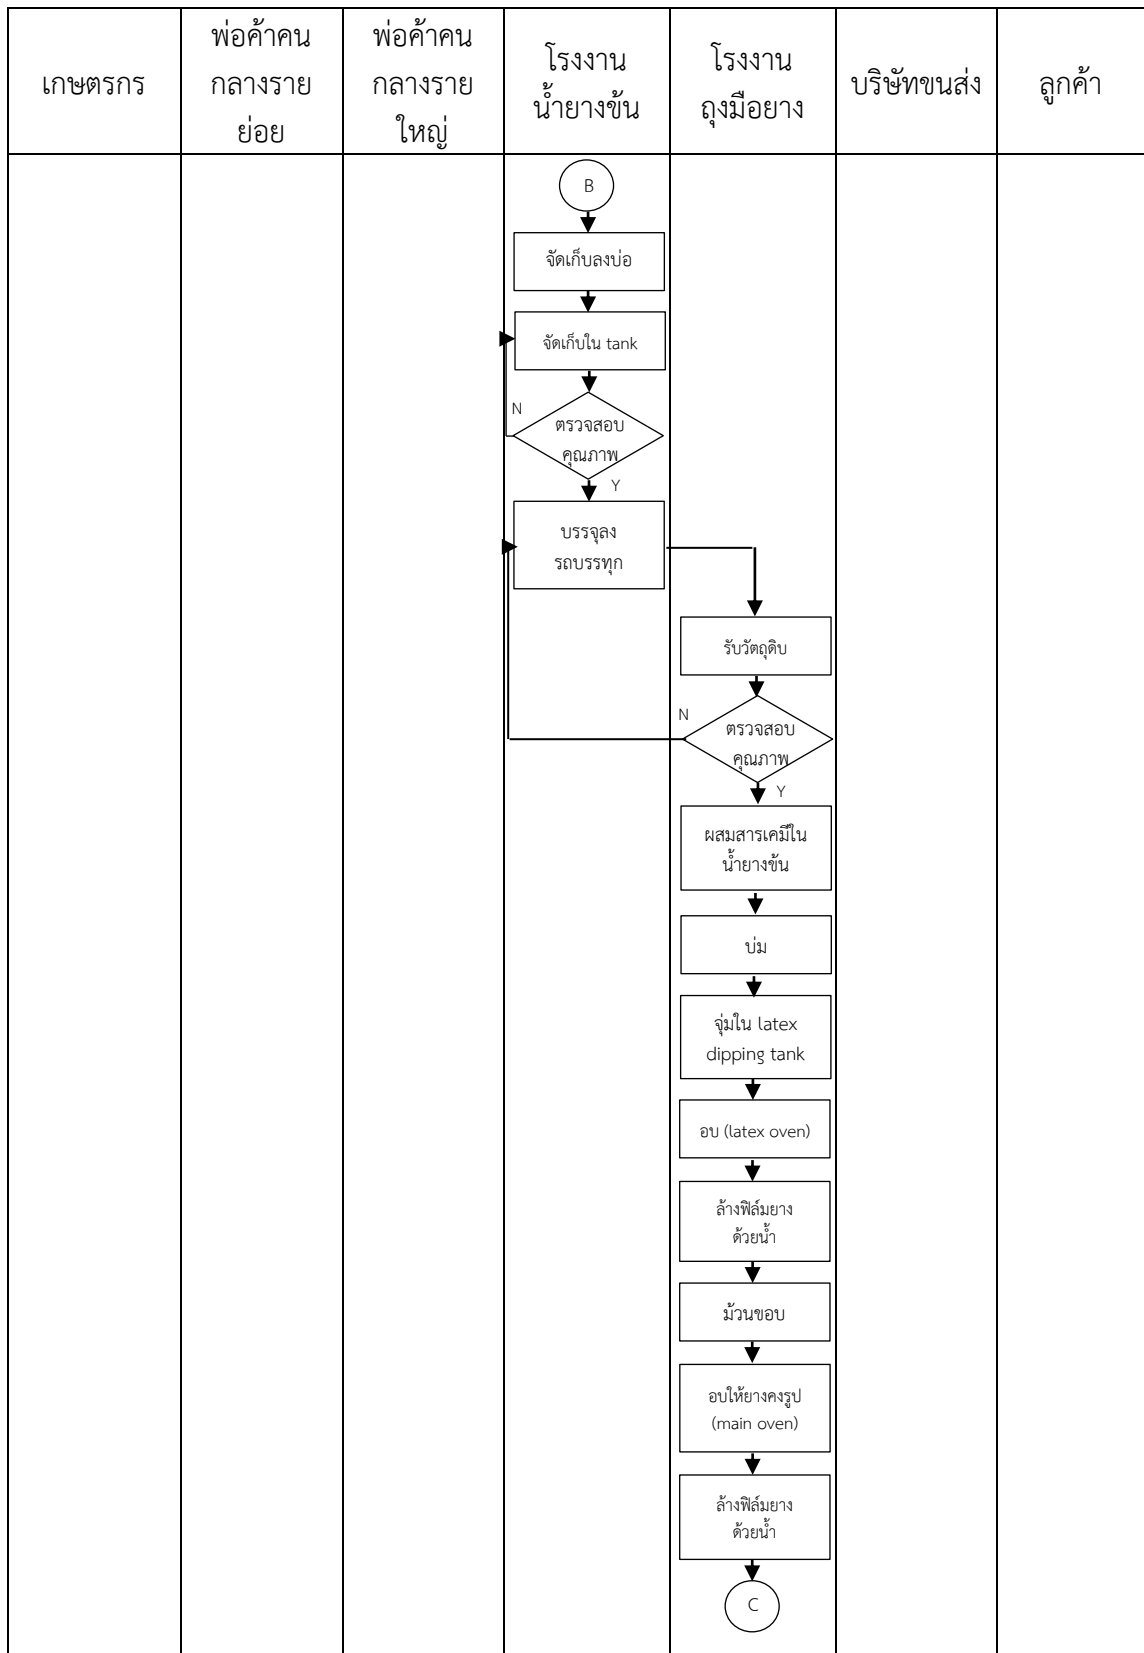 เกษตรกร
พ่อค้าคน
กลางราย
ย่อย
พ่อค้าคน
กลางราย
ใหญ่
โรงงาน
น้ำยางข้น
โรงงาน
ถุงมือยาง
บริษัทขนส่ง
ลูกค้า
B
จัดเก็บลงบ่อ
จัดเก็บใน tank
N
ตรวจสอบ
คุณภาพ
Y
บรรจุลง
รถบรรทุก
รับวัตถุดิบ
N
ตรวจสอบ
คุณภาพ
Y
ผสมสารเคมีใน
น้ำยางข้น
บ่ม
จุ่มใน latex
dipping tank
อบ (latex oven)
ล้างฟิล์มยาง
ด้วยน้ำ
ม้วนขอบ
อบให้ยางคงรูป
(main oven)
ล้างฟิล์มยาง
ด้วยน้ำ
C